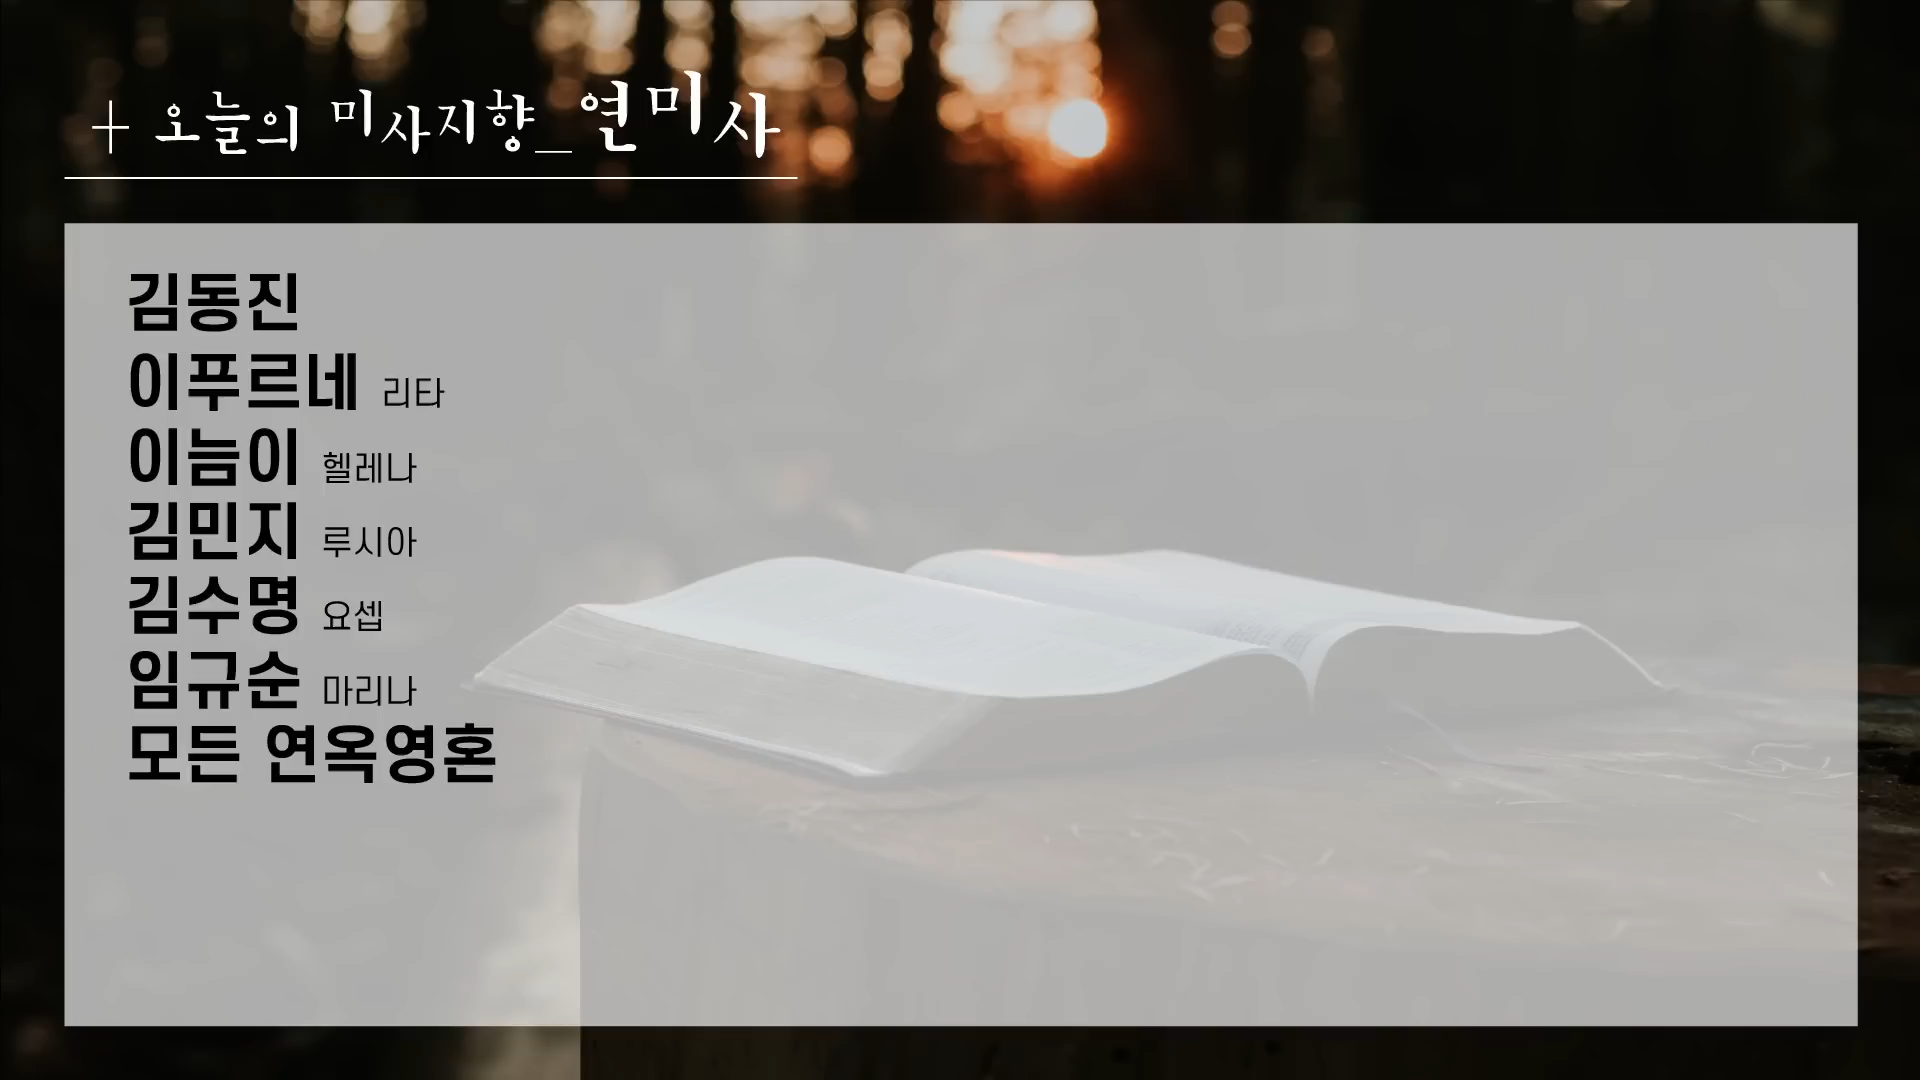 + 오늘의 미사지향_연미사
김동진
이푸르네 리타
이늠이 헬레나
김민지 루시아
김수명 요셉
임규순 마리나
모든 연옥영혼